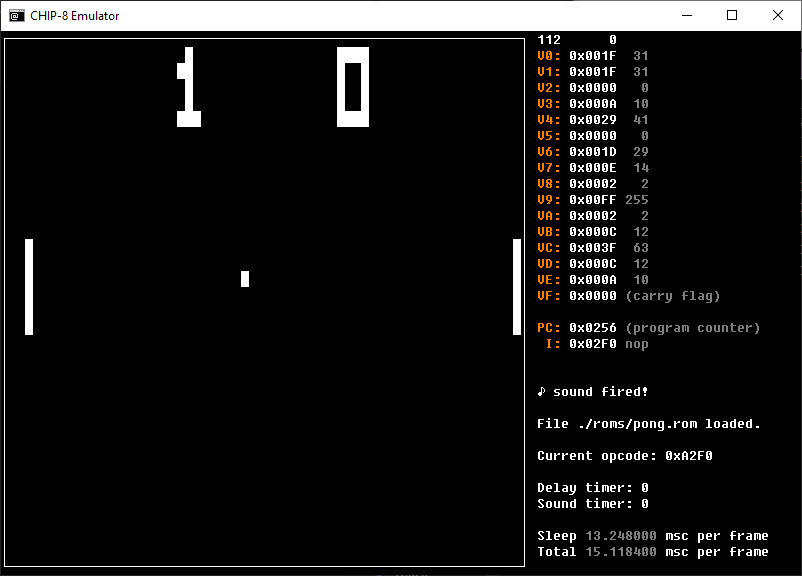 CHIP-8 Emulator
1 0
112 0
V0: 0x001F 31
V1: 0x001F 31
V2: 0x0000 0
V3: 0x000A 10
V4: 0x0029 41
V5: 0x0000 0
V6: 0x001D 29
V7: 0x000E 14
V8: 0x0002 2
V9: 0x00FF 255
VA: 0x0002 2
VB: 0x000C 12
VC: 0x003F 63
VD: 0x000C 12
VE: 0x000A 10
VF: 0x0000 (carry flag)
PC: 0x0256 (program counter)
I: 0x02F0 nop
♪ sound fired!
File ./roms/pong.rom loaded.
Current opcode: 0xA2F0
Delay timer: 0
Sound timer: 0
Sleep 13.248000 msc per frame
Total 15.118400 msc per frame